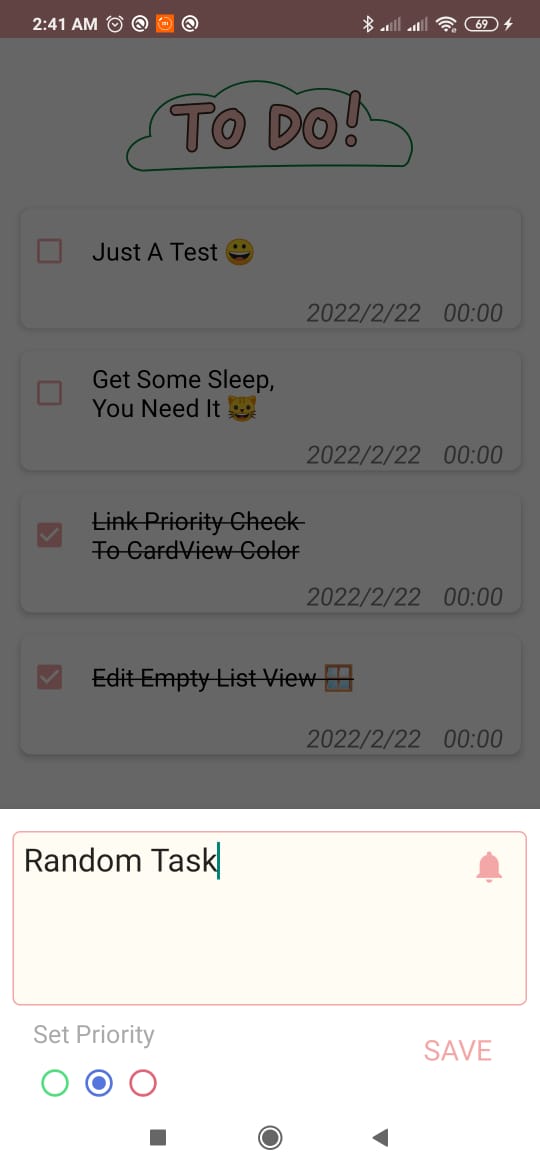 2:41 AM
69
TO DO!
Just A Test 😀
2022/2/22 00:00
Get Some Sleep,
You Need It 😺
2022/2/22 00:00
Link Priority Check
To CardView Color
2022/2/22 00:00
Edit Empty List View 🪟
2022/2/22 00:00
Random Task
Set Priority
SAVE